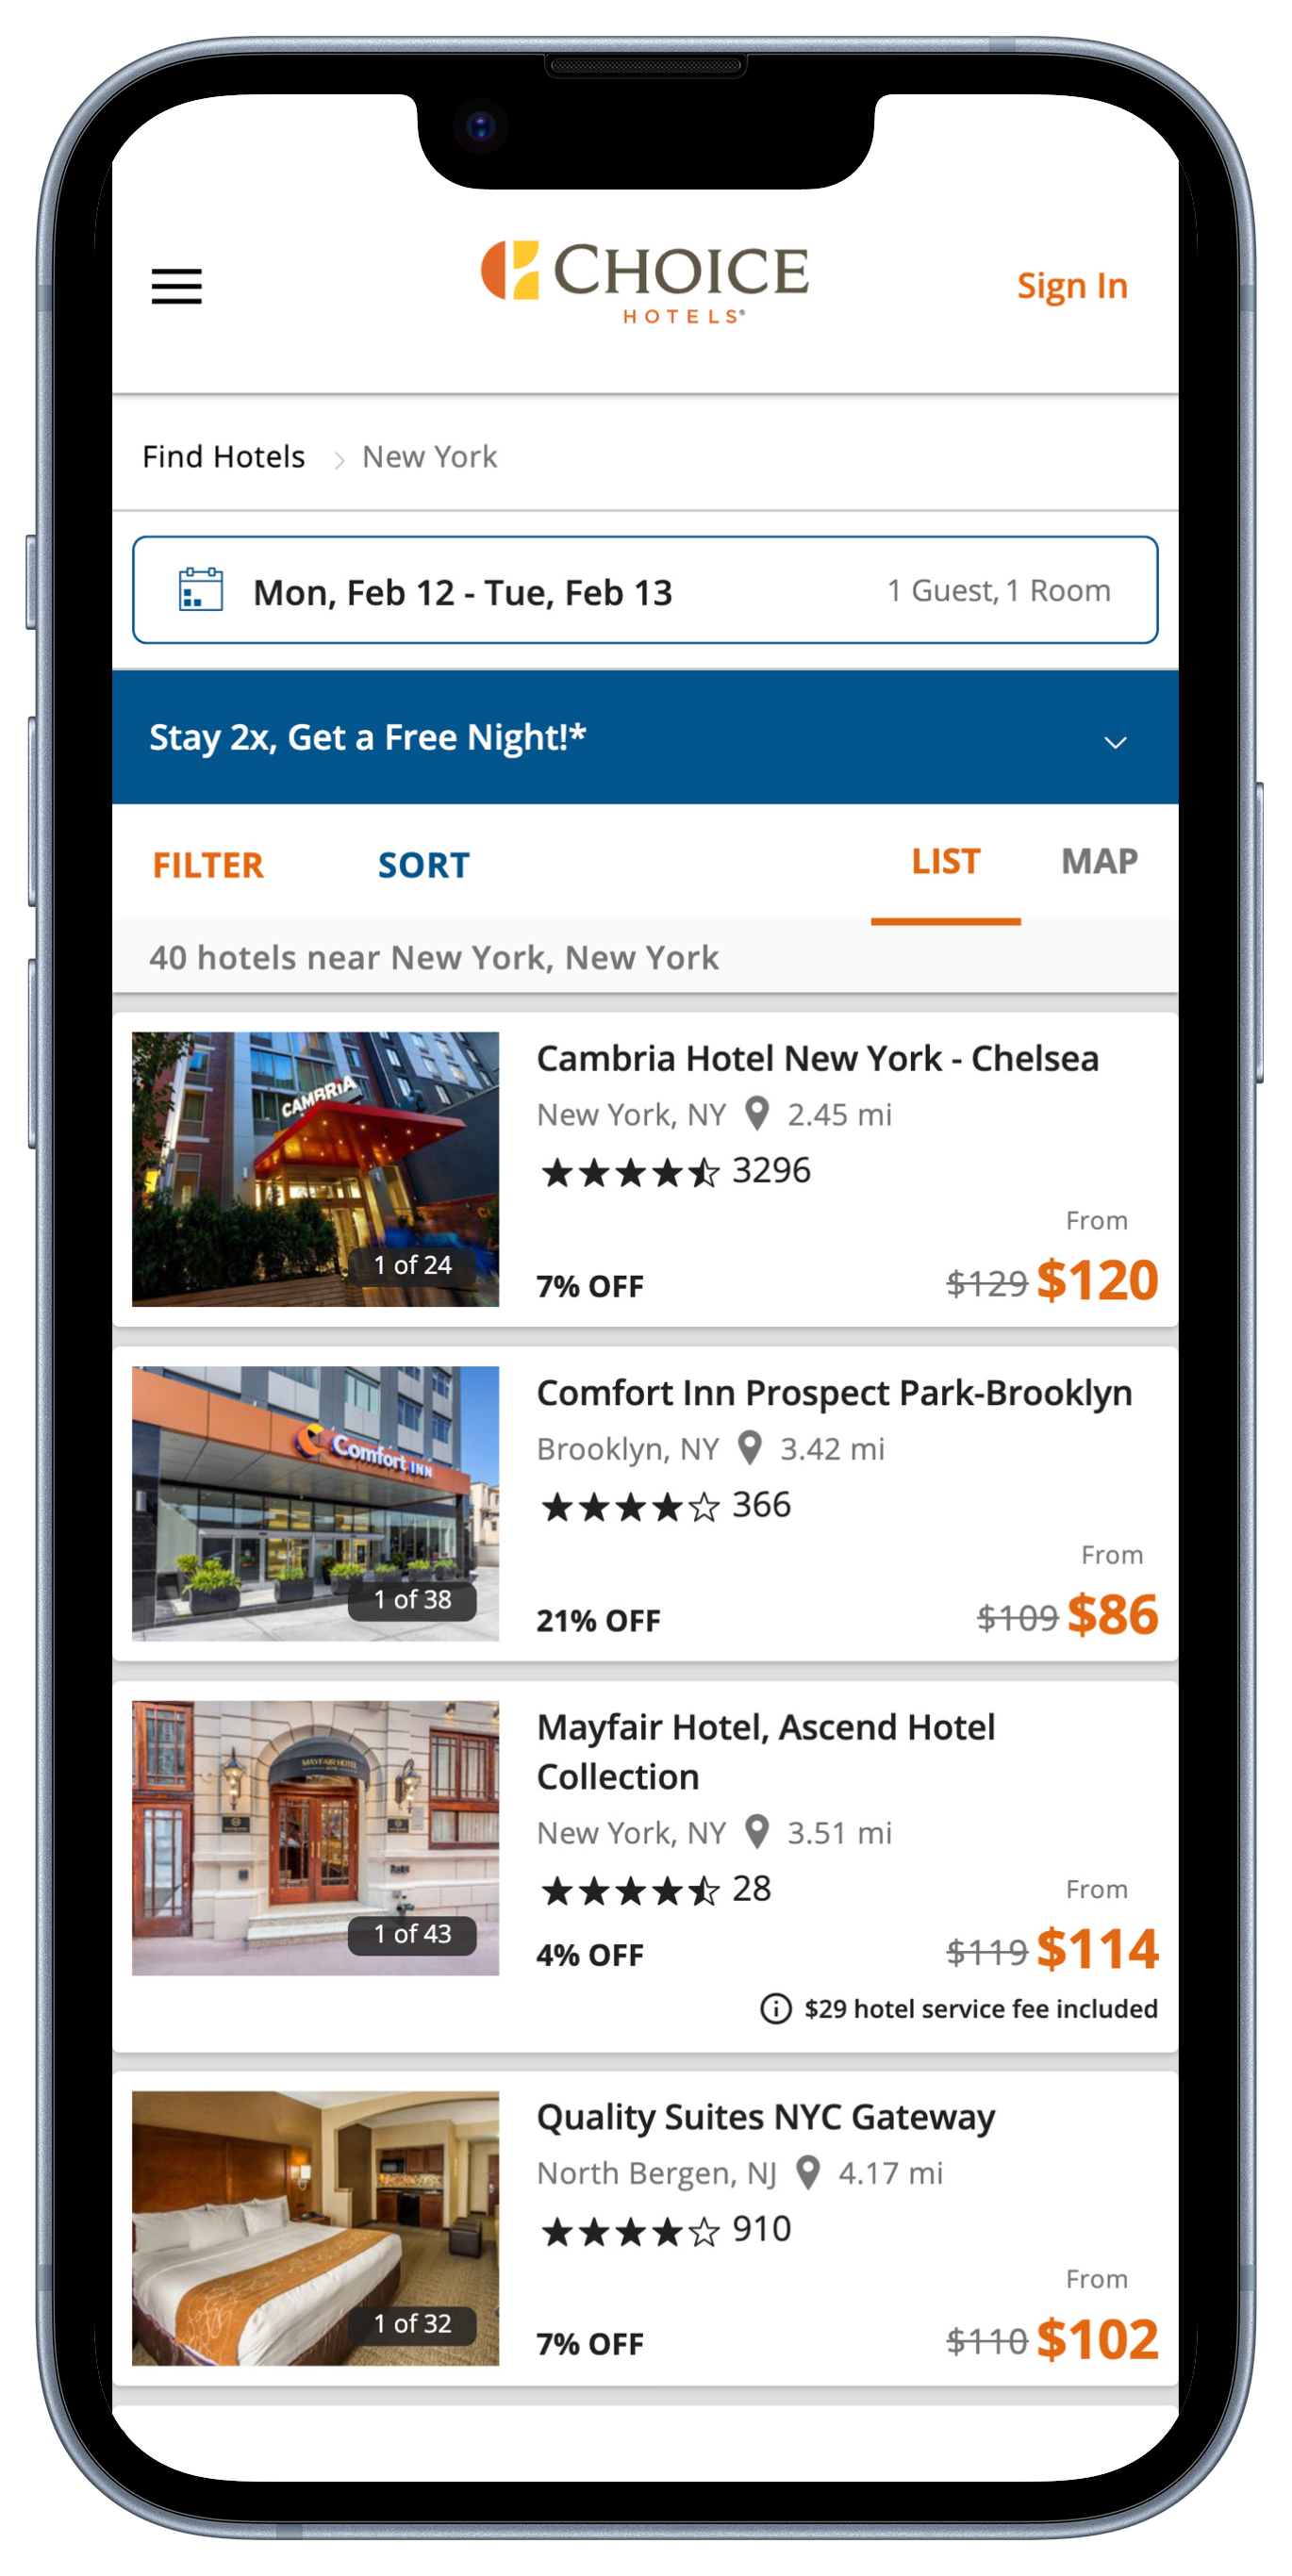 CHOICE
HOTELS®
Sign In
Find Hotels
New York
Mon, Feb 12 - Tue, Feb 13
1 Guest, 1 Room
Stay 2x, Get a Free Night!*
FILTER
SORT
LIST
MAP
40 hotels near New York, New York
CAMBRiA
1 of 24
Cambria Hotel New York - Chelsea
New York, NY
2.45 mi
3296
From
7% OFF
$129 $120
Comfort INN
1 of 38
Comfort Inn Prospect Park-Brooklyn
Brooklyn, NY
3.42 mi
366
From
21% OFF
$109 $86
MAYFAIR HOTEL
1 of 43
Mayfair Hotel, Ascend Hotel
Collection
New York, NY
3.51 mi
28
From
4% OFF
$119 $114
$29 hotel service fee included
1 of 32
Quality Suites NYC Gateway
North Bergen, NJ
4.17 mi
910
From
7% OFF
$110 $102